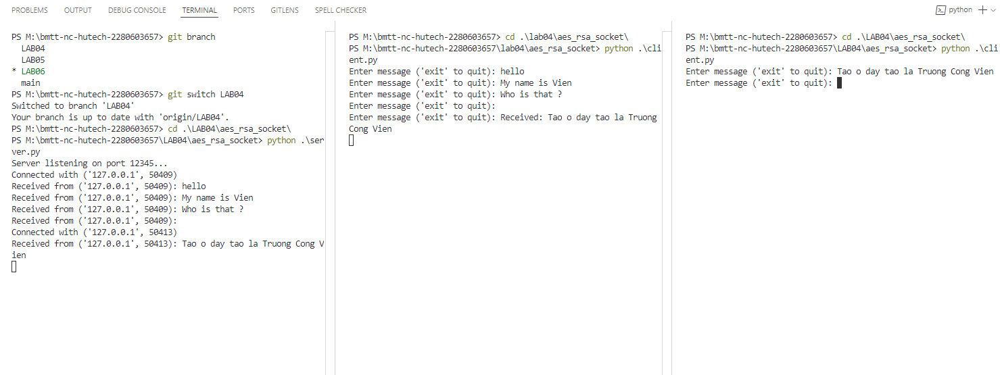 PROBLEMS OUTPUT DEBUG CONSOLE TERMINAL PORTS GITLENS SPELL CHECKER python
PS M:\bmtt-nc-hutech-2280603657> git branch
LAB04
LAB05
* LAB06
main
PS M:\bmtt-nc-hutech-2280603657> git switch LAB04
Switched to branch 'LAB04'
Your branch is up to date with 'origin/LAB04'.
PS M:\bmtt-nc-hutech-2280603657> cd .\LAB04\aes_rsa_socket\
PS M:\bmtt-nc-hutech-2280603657\LAB04\aes_rsa_socket> python .\ser
ver.py
Server listening on port 12345...
Connected with ('127.0.0.1', 50409)
Received from ('127.0.0.1', 50409): hello
Received from ('127.0.0.1', 50409): My name is Vien
Received from ('127.0.0.1', 50409): Who is that ?
Received from ('127.0.0.1', 50409):
Connected with ('127.0.0.1', 50413)
Received from ('127.0.0.1', 50413): Tao o day tao la Truong Cong V
ien
PS M:\bmtt-nc-hutech-2280603657> cd .\lab04\aes_rsa_socket\
PS M:\bmtt-nc-hutech-2280603657\lab04\aes_rsa_socket> python .\cli
ent.py
Enter message ('exit' to quit): hello
Enter message ('exit' to quit): My name is Vien
Enter message ('exit' to quit): Who is that ?
Enter message ('exit' to quit):
Enter message ('exit' to quit): Received: Tao o day tao la Truong
Cong Vien
PS M:\bmtt-nc-hutech-2280603657> cd .\LAB04\aes_rsa_socket\
PS M:\bmtt-nc-hutech-2280603657\LAB04\aes_rsa_socket> python .\cli
ent.py
Enter message ('exit' to quit): Tao o day tao la Truong Cong Vien
Enter message ('exit' to quit):